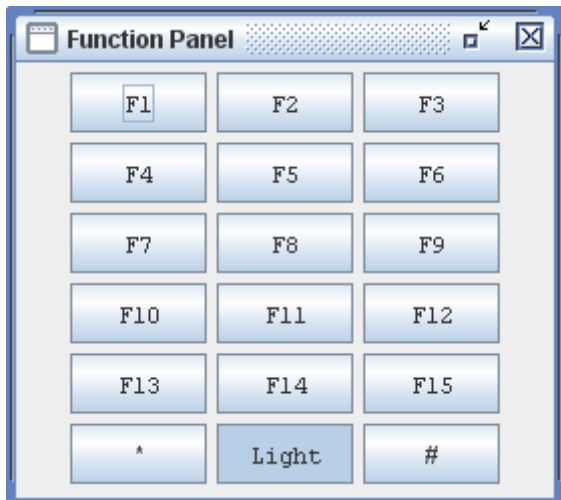 Function Panel
F1 F2 F3
F4 F5 F6
F7 F8 F9
F10 F11 F12
F13 F14 F15
* Light #